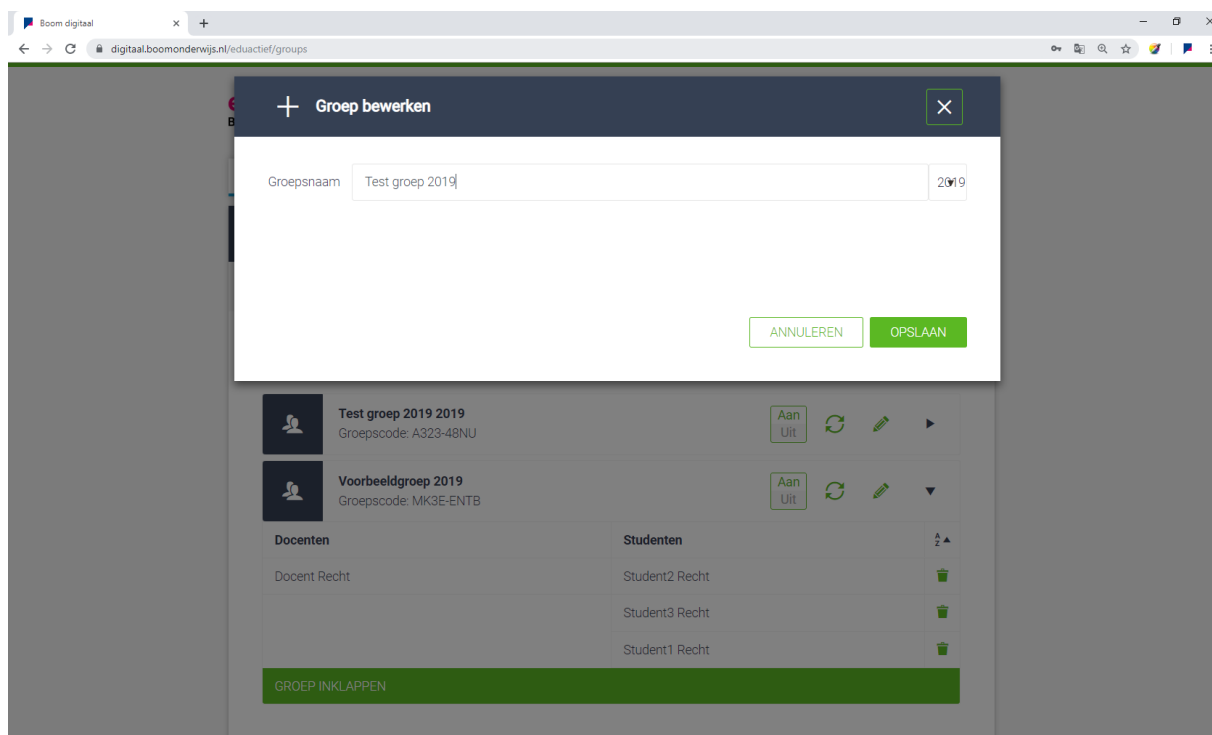 Boom digitaal
digitaal.boomonderwijs.nl/eduactief/groups
Groep bewerken
Groepsnaam Test groep 2019 2019
ANNULEREN OPSLAAN
Test groep 2019 2019 Aan
Groepscode: A323-48NU Uit
Voorbeeldgroep 2019 Aan
Groepscode: MK3E-ENTB Uit
Docenten Studenten A Z
Docent Recht Student2 Recht
Student3 Recht
Student1 Recht
GROEP INKLAPPEN